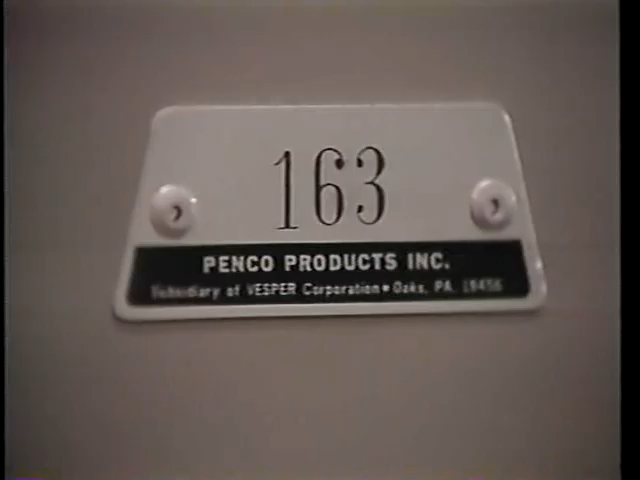 163
PENCO PRODUCTS INC.
Subsidiary of VESPER Corporation • Oaks, PA. 19456